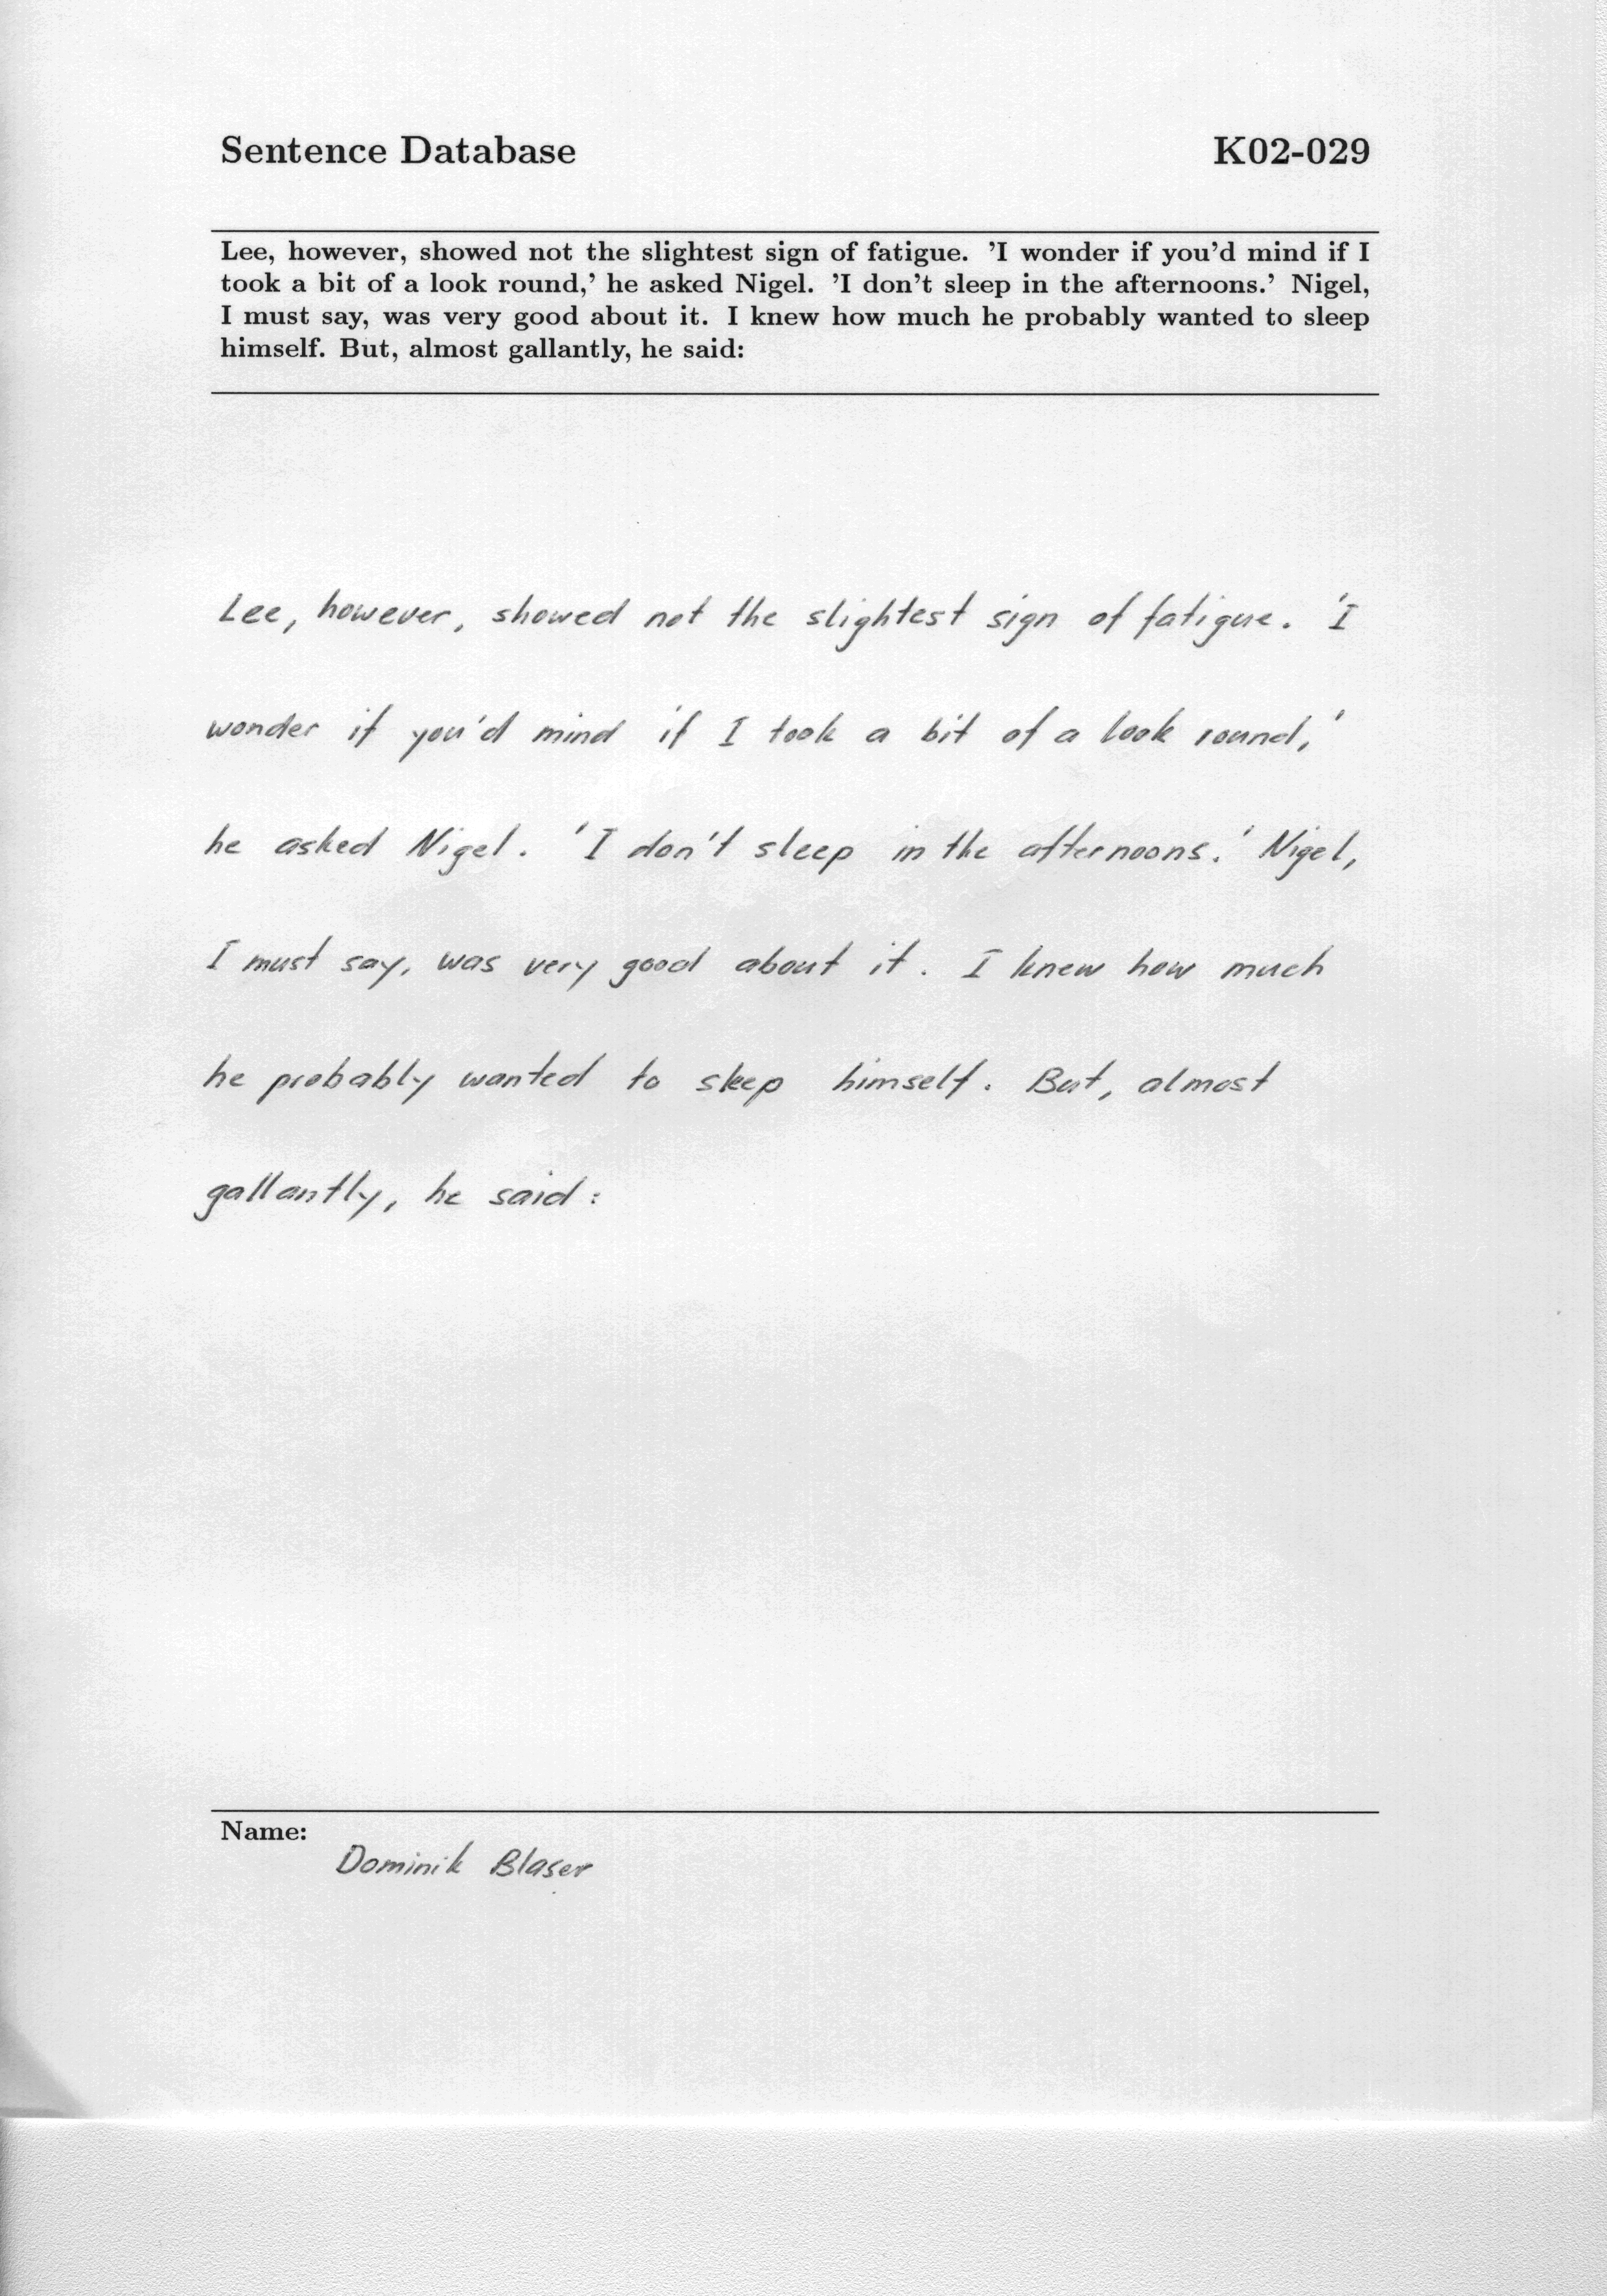 Sentence Database K02-029
Lee, however, showed not the slightest sign of fatigue. 'I wonder if you'd mind if I
took a bit of a look round,' he asked Nigel. 'I don't sleep in the afternoons.' Nigel,
I must say, was very good about it. I knew how much he probably wanted to sleep
himself. But, almost gallantly, he said:
Lee, however, showed not the slightest sign of fatigue. 'I
wonder if you'd mind if I took a bit of a look round,'
he asked Nigel. 'I don't sleep in the afternoons.' Nigel,
I must say, was very good about it. I knew how much
he probably wanted to sleep himself. But, almost
gallantly, he said:
Name:
Dominik Blaser